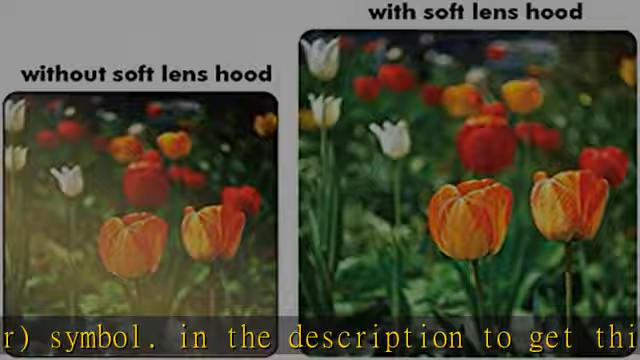 with soft lens hood
without soft lens hood
r) symbol. in the description to get thi